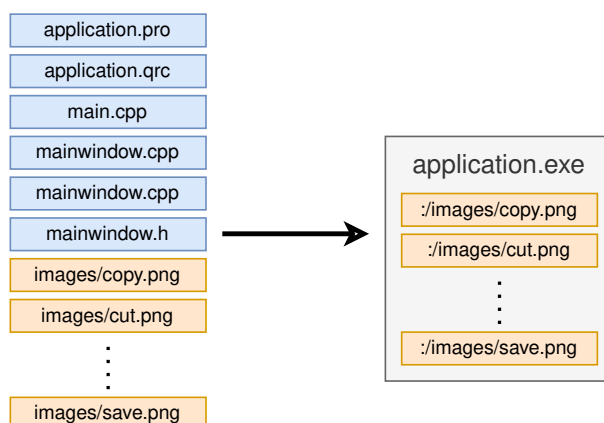 application.pro
application.qrc
main.cpp
mainwindow.cpp
mainwindow.cpp
mainwindow.h
images/copy.png
images/cut.png
images/save.png
application.exe
:/images/copy.png
:/images/cut.png
:/images/save.png